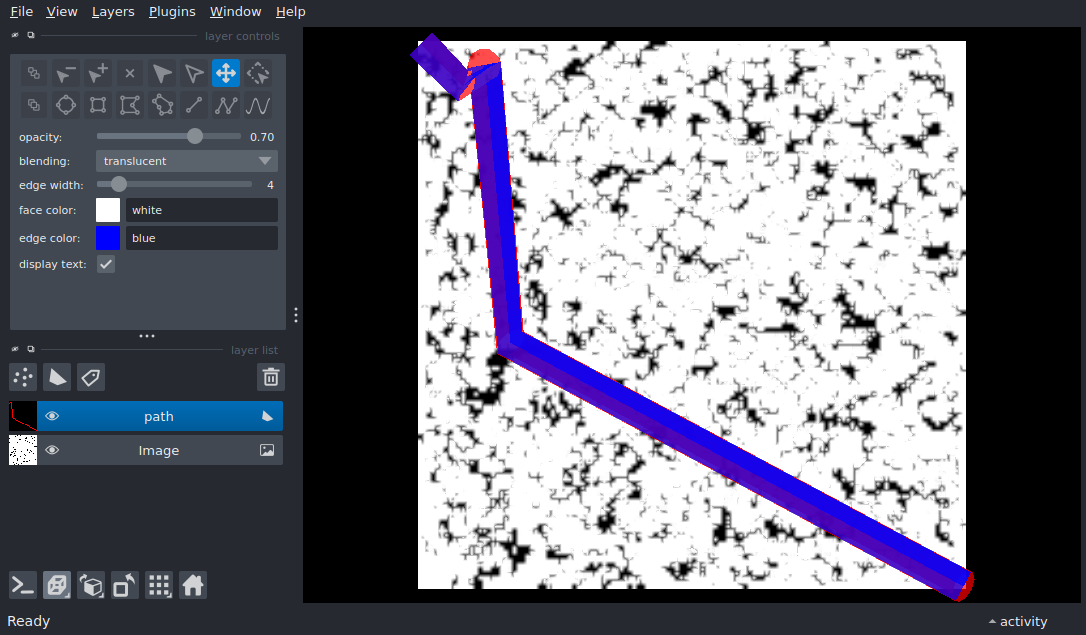 File View Layers Plugins Window Help
layer controls
opacity: 0.70
blending: translucent
edge width: 4
face color: white
edge color: blue
display text:
layer list
path
Image
Ready
activity